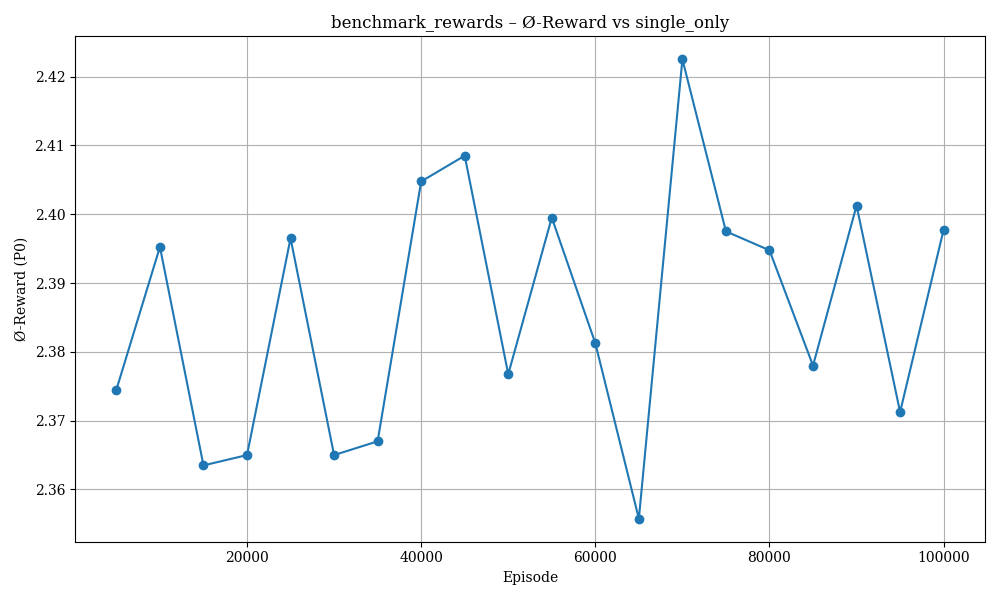 benchmark_rewards – Ø-Reward vs single_only
Ø-Reward (P0)
2.42
2.41
2.40
2.39
2.38
2.37
2.36
20000 40000 60000 80000 100000
Episode